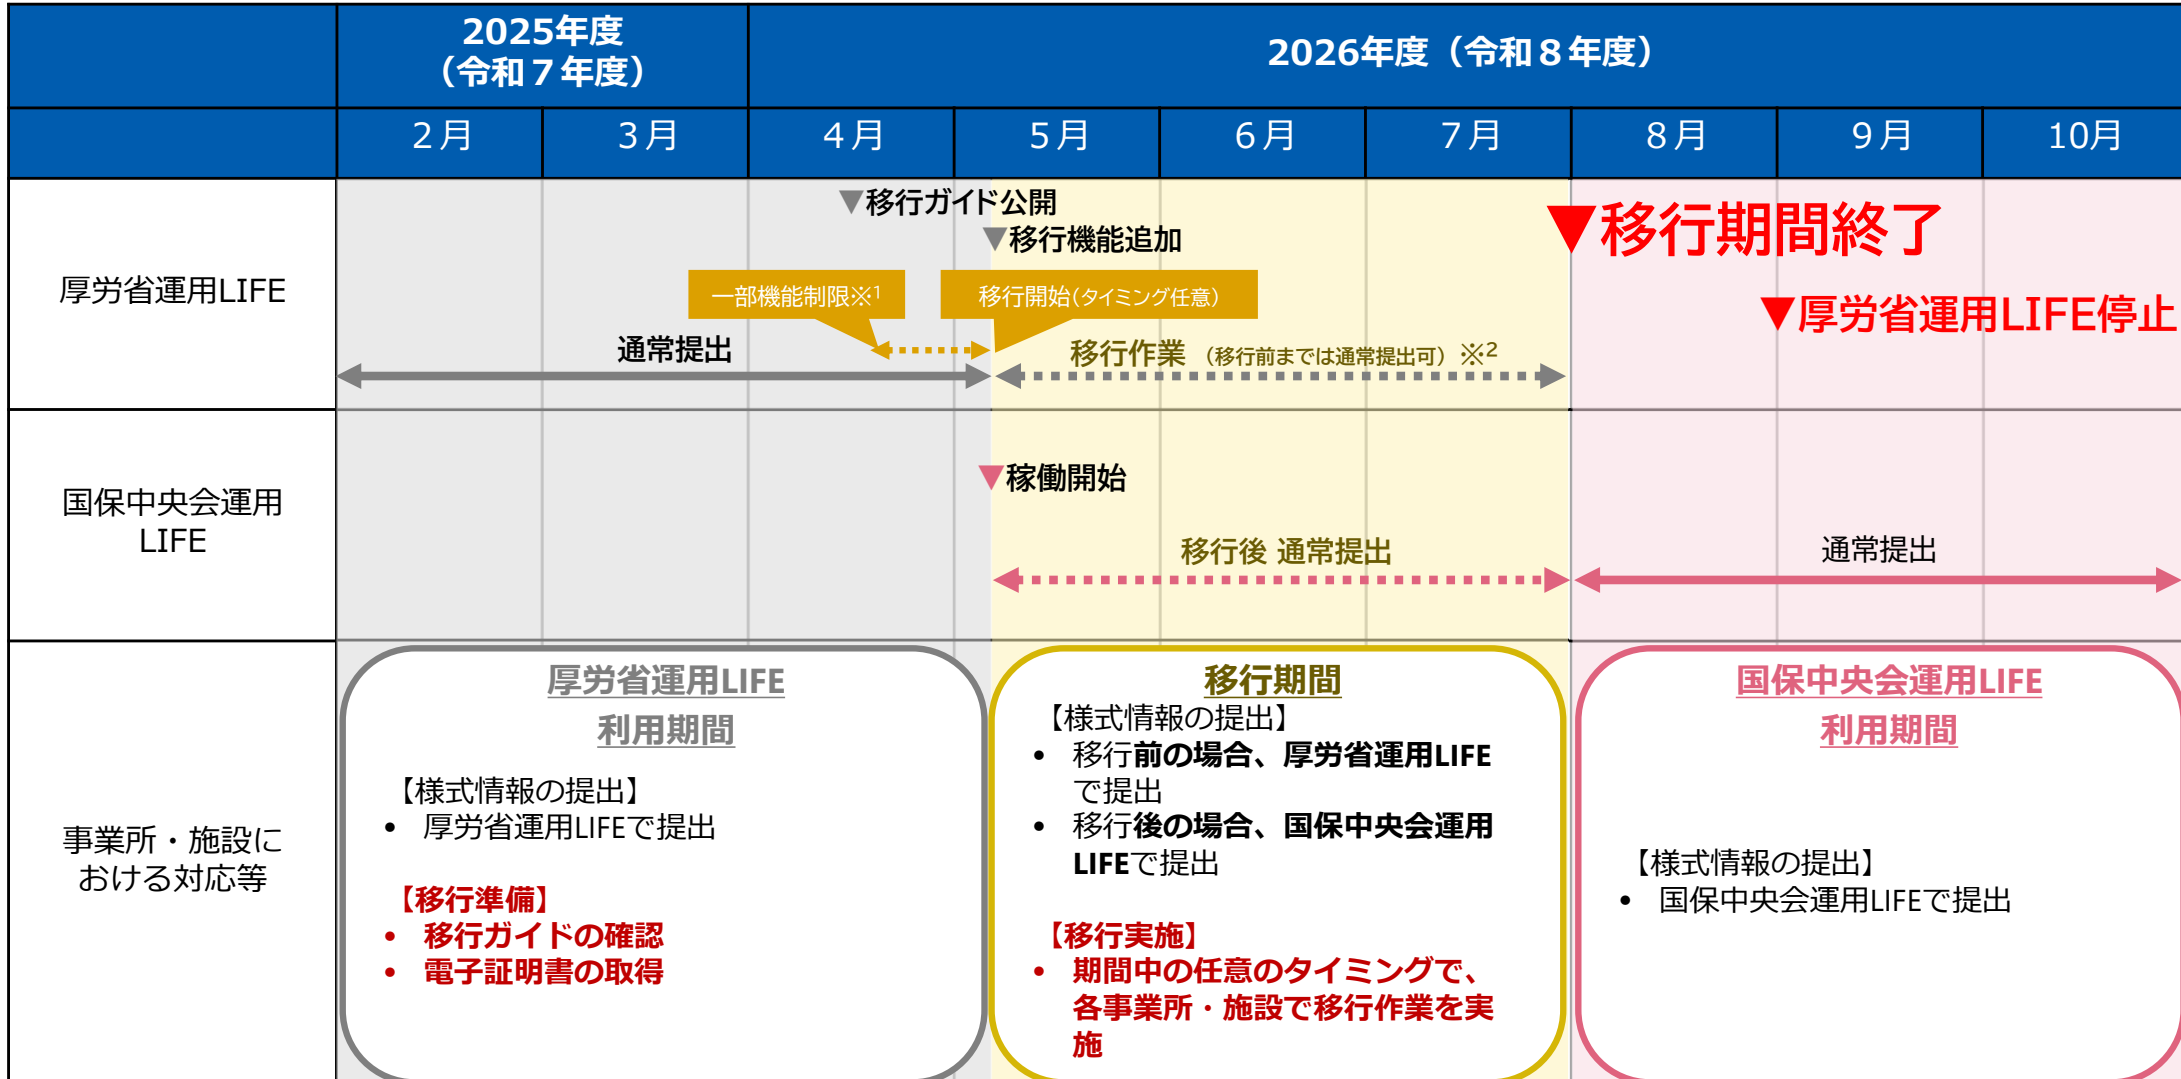 2025年度
（令和７年度）
2026年度（令和８年度）
２月
３月
４月
５月
６月
７月
８月
９月
10月
厚労省運用LIFE
▼移行ガイド公開
▼移行機能追加
▼移行期間終了
一部機能制限※1
移行開始(タイミング任意)
▼厚労省運用LIFE停止
通常提出
移行作業 （移行前までは通常提出可）※2
国保中央会運用
LIFE
▼稼働開始
移行後 通常提出
通常提出
事業所・施設に
おける対応等
厚労省運用LIFE
利用期間
【様式情報の提出】
• 厚労省運用LIFEで提出
【移行準備】
• 移行ガイドの確認
• 電子証明書の取得
移行期間
【様式情報の提出】
• 移行前の場合、厚労省運用LIFE
で提出
• 移行後の場合、国保中央会運用
LIFEで提出
【移行実施】
• 期間中の任意のタイミングで、
各事業所・施設で移行作業を実
施
国保中央会運用LIFE
利用期間
【様式情報の提出】
• 国保中央会運用LIFEで提出